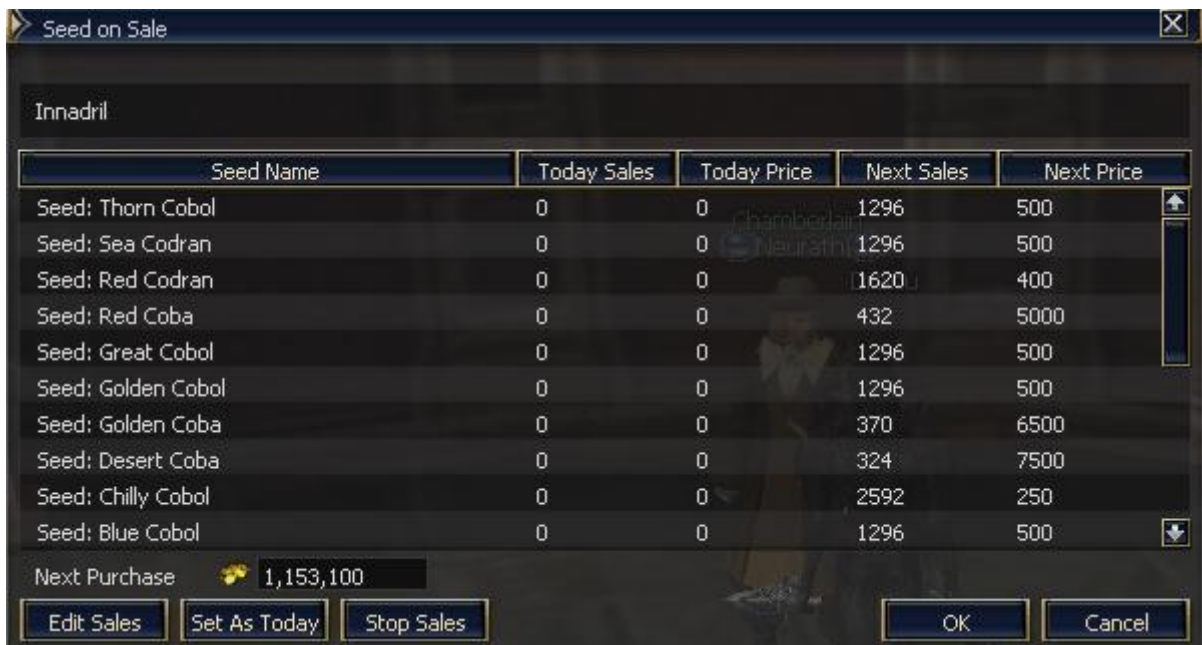 Seed on Sale
Innadril
Seed Name Today Sales Today Price Next Sales Next Price
Seed: Thorn Cobol 0 0 1296 500
Chamberlain
Seed: Sea Codran 0 0 1296 500
Neurath
Seed: Red Codran 0 0 1620 400
Seed: Red Coba 0 0 432 5000
Seed: Great Cobol 0 0 1296 500
Seed: Golden Cobol 0 0 1296 500
Seed: Golden Coba 0 0 370 6500
Seed: Desert Coba 0 0 324 7500
Seed: Chilly Cobol 0 0 2592 250
Seed: Blue Cobol 0 0 1296 500
Next Purchase 1,153,100
Edit Sales Set As Today Stop Sales OK Cancel